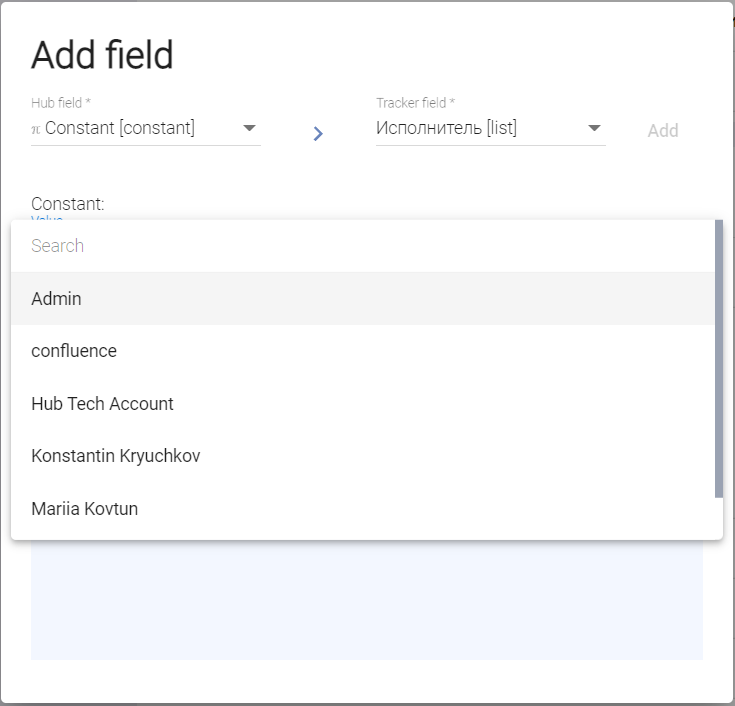 Add field
Hub field *
Tracker field *
π Constant [constant]
Исполнитель [list]
Add
Constant:
Value
Search
Admin
confluence
Hub Tech Account
Konstantin Kryuchkov
Mariia Kovtun